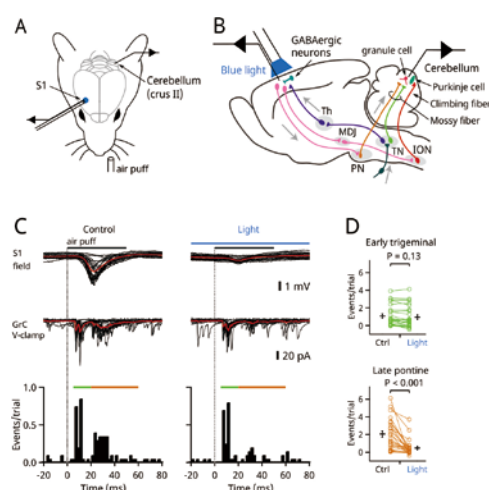 A
S1
Cerebellum
(crus II)
air puff
B
GABAergic
neurons
Blue light
granule cell
Cerebellum
Purkinje cell
Climbing fiber
Mossy fiber
Th
MDJ
TN
ION
PN
C
Control
air puff
Light
S1
field
1 mV
GrC
V-clamp
20 pA
Events/trial
1.0
0.5
0.0
-20 0 20 40 60 80
Time (ms)
-20 0 20 40 60 80
Time (ms)
D
Early trigeminal
P = 0.13
Events/trial
6
4
2
0
Ctrl Light
Late pontine
P < 0.001
Events/trial
6
4
2
0
Ctrl Light